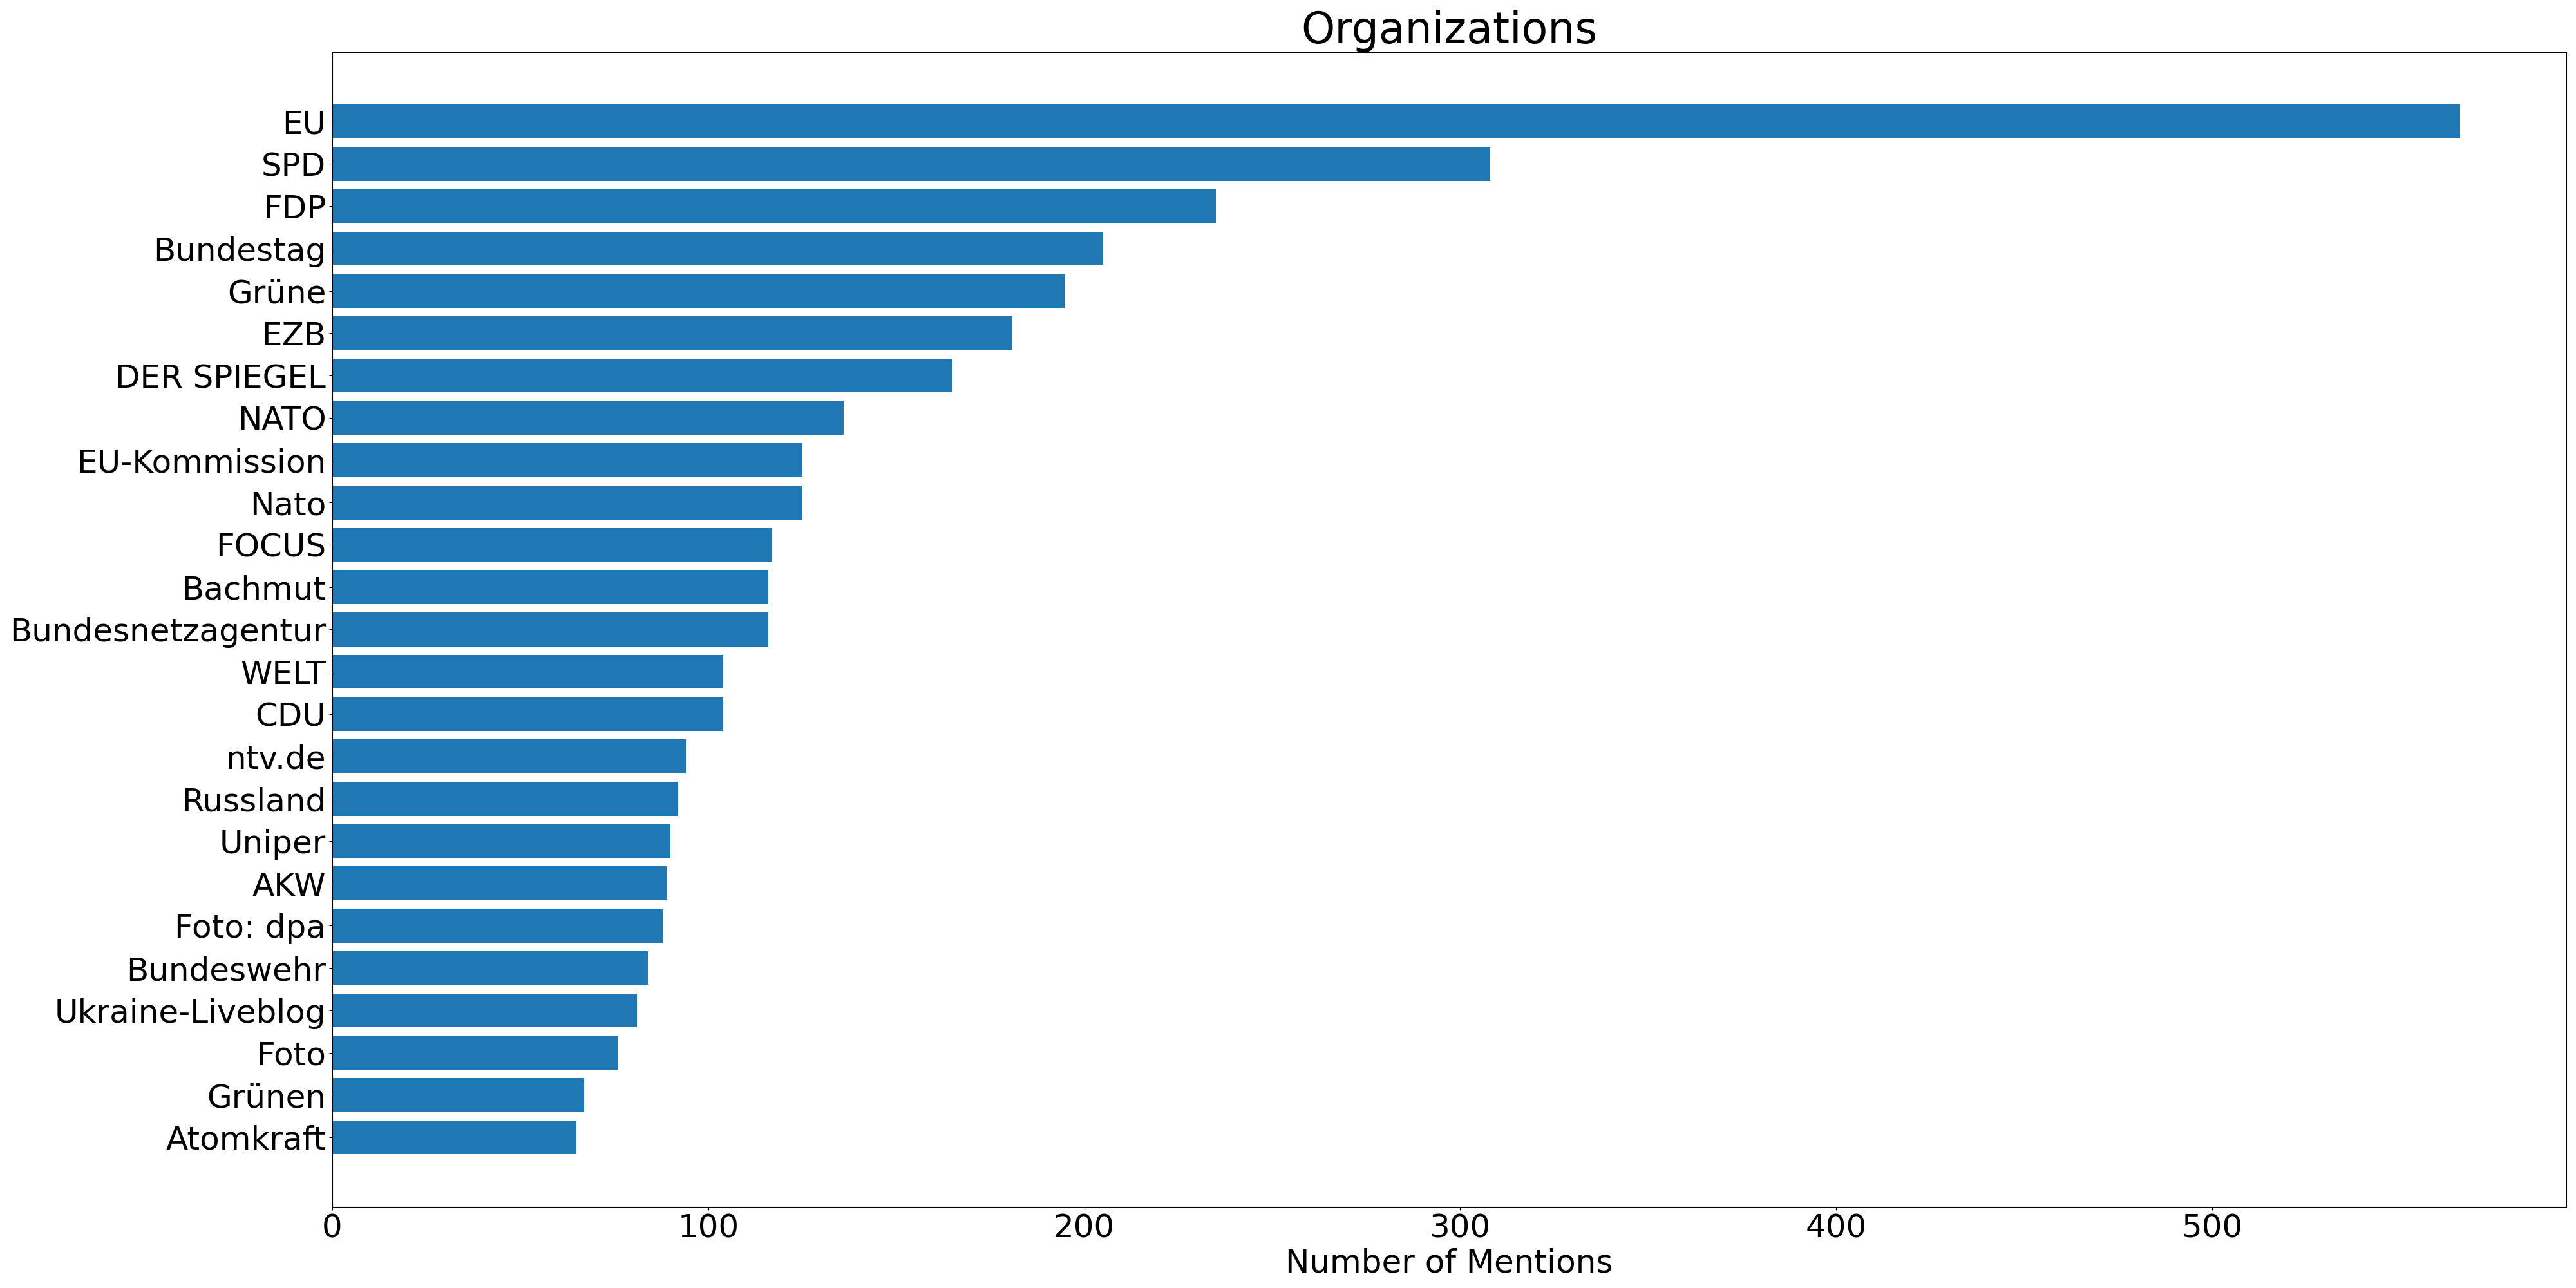 Organizations
EU
SPD
FDP
Bundestag
Grüne
EZB
DER SPIEGEL
NATO
EU-Kommission
Nato
FOCUS
Bachmut
Bundesnetzagentur
WELT
CDU
ntv.de
Russland
Uniper
AKW
Foto: dpa
Bundeswehr
Ukraine-Liveblog
Foto
Grünen
Atomkraft
0 100 200 300 400 500
Number of Mentions